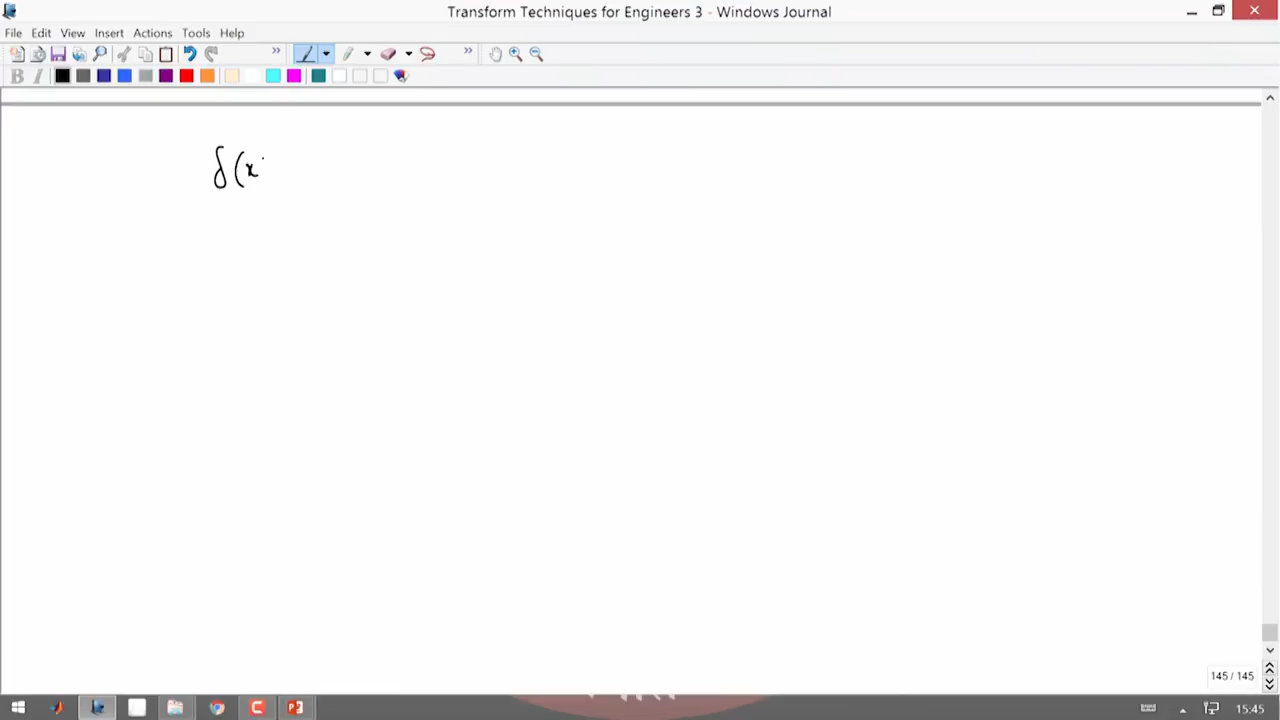 Transform Techniques for Engineers 3 - Windows Journal
File Edit View Insert Actions Tools Help
B I
δ(x
145 / 145
15:45